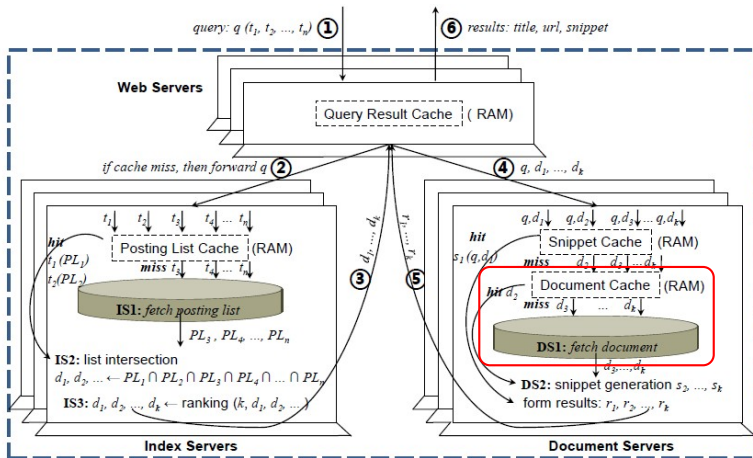 query: q (t1, t2, ..., tn) ① ⑥ results: title, url, snippet
Web Servers
Query Result Cache ( RAM)
if cache miss, then forward q ② ④ q, d1, ..., dk
t1 t2 t3 t4 ... tn
hit
Posting List Cache (RAM)
t1 (PL1)
miss t3 t4 ... tn
t2(PL2)
IS1: fetch posting list
PL3 , PL4, ..., PLn
IS2: list intersection
d1, d2, ... ← PL1 ∩ PL2 ∩ PL3 ∩ PL4 ∩ ... ∩ PLn
IS3: d1, d2, ..., dk ← ranking (k, d1, d2, ... )
Index Servers
③ d1, ..., dk
r1, ..., rk ⑤
q,d1 q,d2 q,d3 ... q,dk
hit
Snippet Cache (RAM)
s1 (q,d1)
miss d2 d3 ... dk
Document Cache (RAM)
hit d2
miss d3 ... dk
DS1: fetch document
d3,...,dk
DS2: snippet generation s2, ..., sk
form results: r1, r2, ..., rk
Document Servers